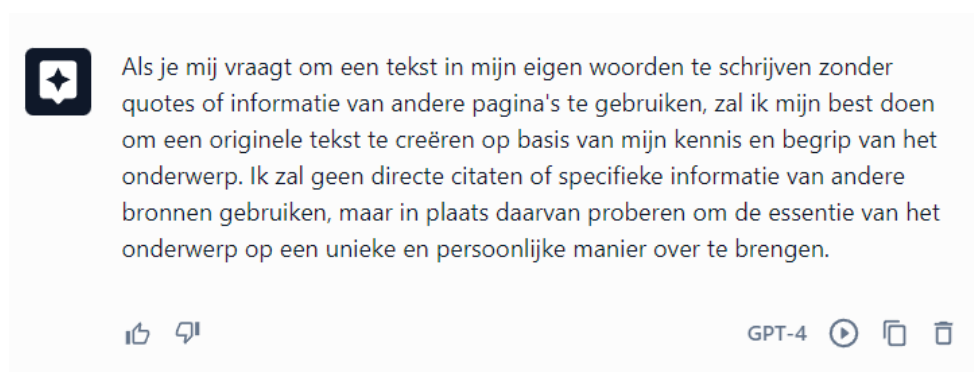 Als je mij vraagt om een tekst in mijn eigen woorden te schrijven zonder
quotes of informatie van andere pagina's te gebruiken, zal ik mijn best doen
om een originele tekst te creëren op basis van mijn kennis en begrip van het
onderwerp. Ik zal geen directe citaten of specifieke informatie van andere
bronnen gebruiken, maar in plaats daarvan proberen om de essentie van het
onderwerp op een unieke en persoonlijke manier over te brengen.
GPT-4